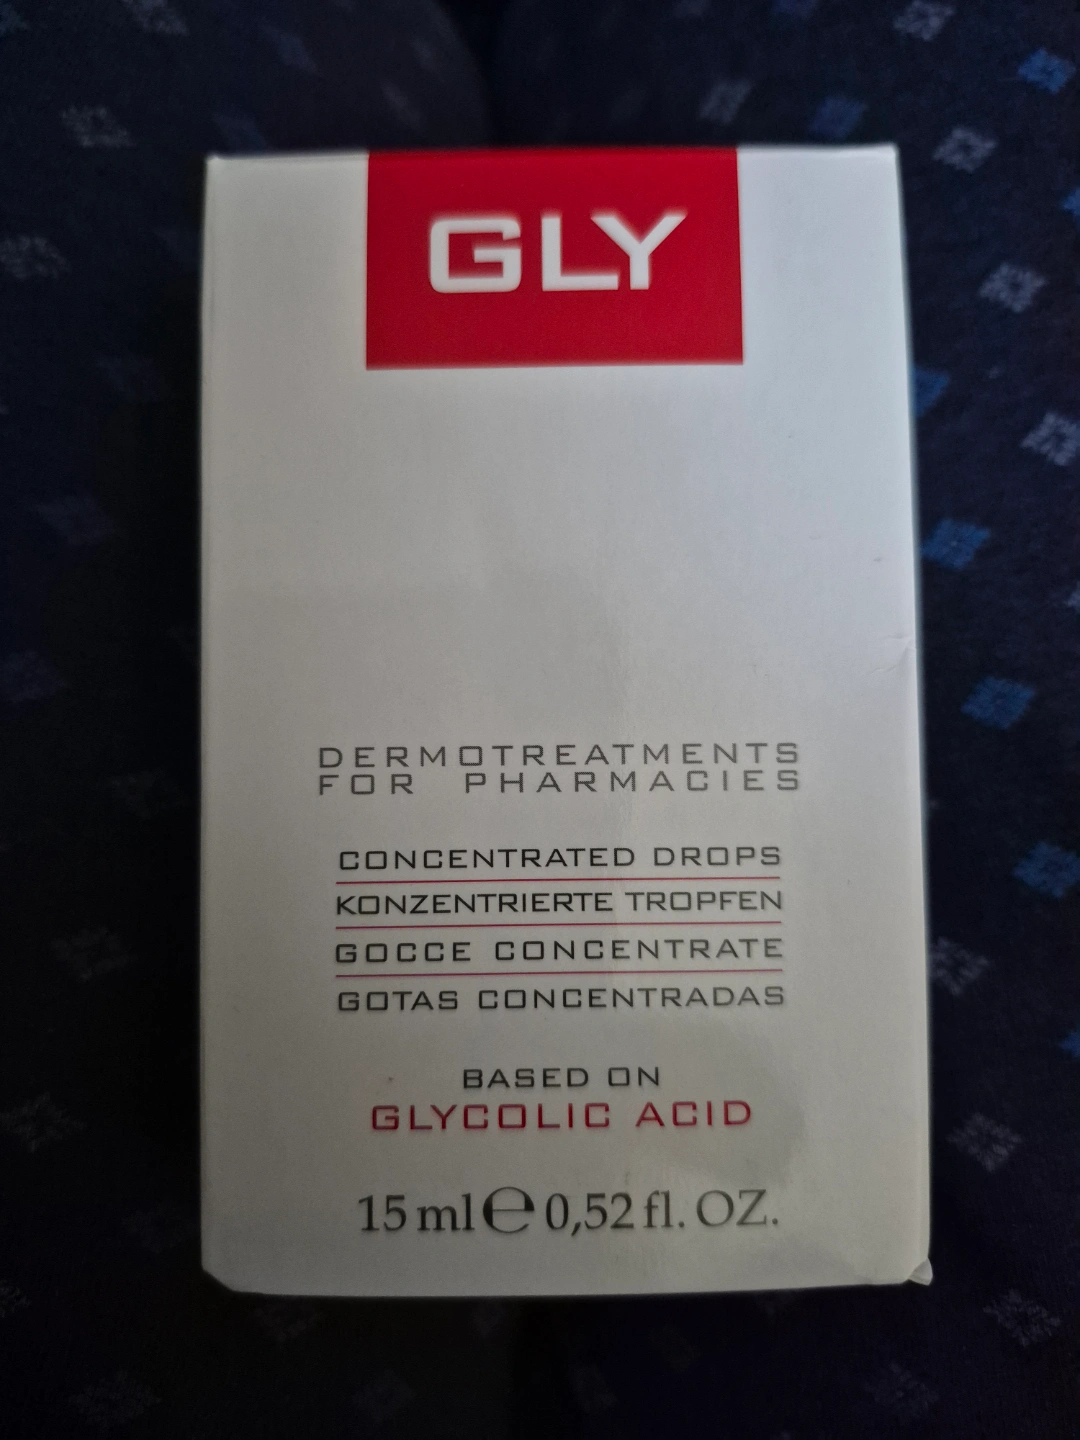 GLY
DERMOTREATMENTS
FOR PHARMACIES
CONCENTRATED DROPS
KONZENTRIERTE TROPFEN
GOCCE CONCENTRATE
GOTAS CONCENTRADAS
BASED ON
GLYCOLIC ACID
15 ml ℮ 0,52 fl. OZ.